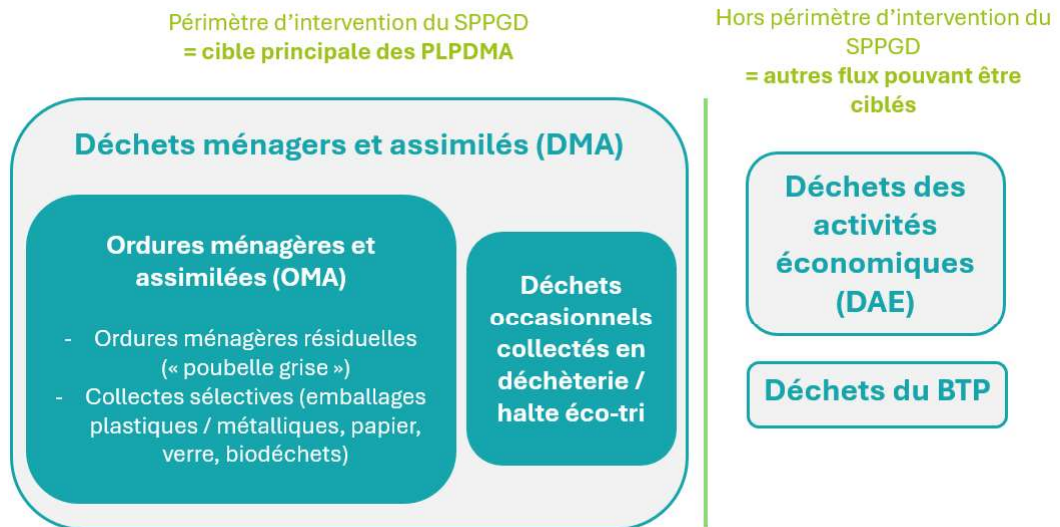 Périmètre d’intervention du SPPGD
= cible principale des PLPDMA
Hors périmètre d’intervention du
SPPGD
= autres flux pouvant être
ciblés
Déchets ménagers et assimilés (DMA)
Ordures ménagères et
assimilées (OMA)
- Ordures ménagères résiduelles
(« poubelle grise »)
- Collectes sélectives (emballages
plastiques / métalliques, papier,
verre, biodéchets)
Déchets
occasionnels
collectés en
déchèterie /
halte éco-tri
Déchets des
activités
économiques
(DAE)
Déchets du BTP